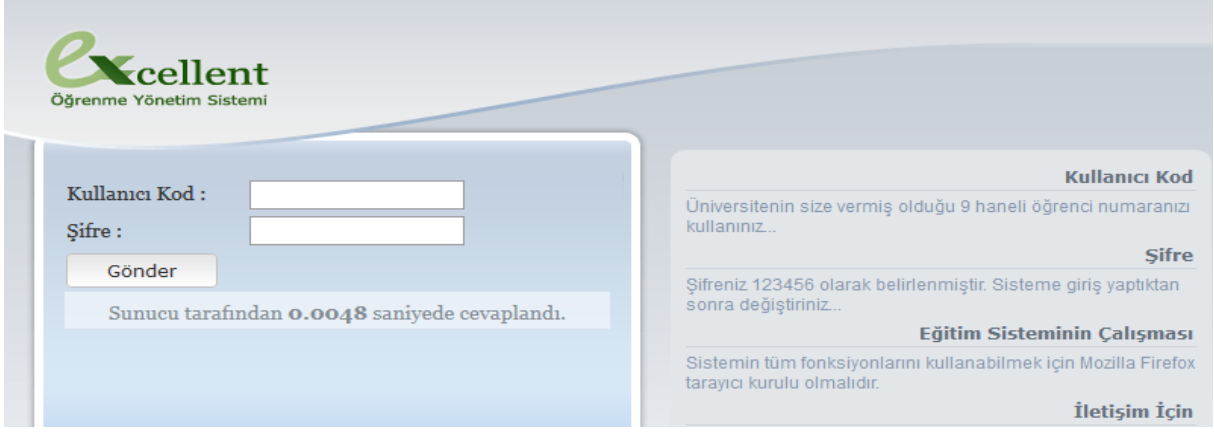 excellent
Öğrenme Yönetim Sistemi
Kullanıcı Kod :
Şifre :
Gönder
Sunucu tarafından 0.0048 saniyede cevaplandı.
Kullanıcı Kod
Üniversitenin size vermiş olduğu 9 haneli öğrenci numaranızı
kullanınız...
Şifre
Şifreniz 123456 olarak belirlenmiştir. Sisteme giriş yaptıktan
sonra değiştiriniz...
Eğitim Sisteminin Çalışması
Sistemin tüm fonksiyonlarını kullanabilmek için Mozilla Firefox
tarayıcı kurulu olmalıdır.
İletişim İçin